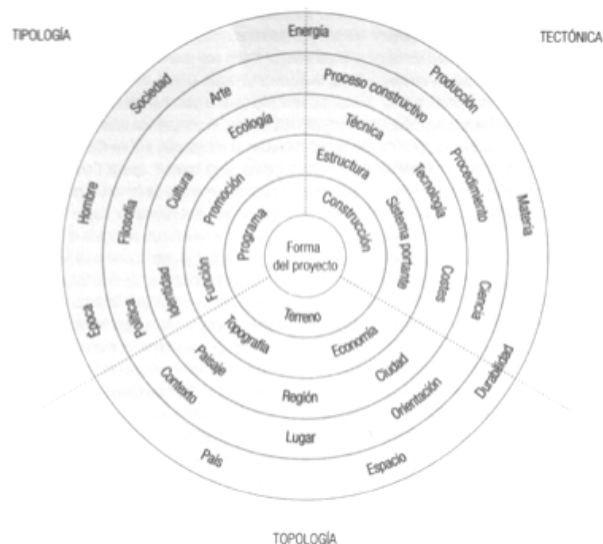 TIPOLOGÍA
TECTÓNICA
Energía
Sociedad
Producción
Arte
Proceso constructivo
Ecología
Técnica
Hombre
Filosofía
Cultura
Promoción
Estructura
Tecnología
Procedimiento
Materia
Programa
Construcción
Sistema portante
Forma
del proyecto
Época
Política
Identidad
Función
Costes
Ciencia
Terreno
Topografía
Economía
Paisaje
Ciudad
Durabilidad
Contexto
Región
Orientación
Lugar
País
Espacio
TOPOLOGÍA